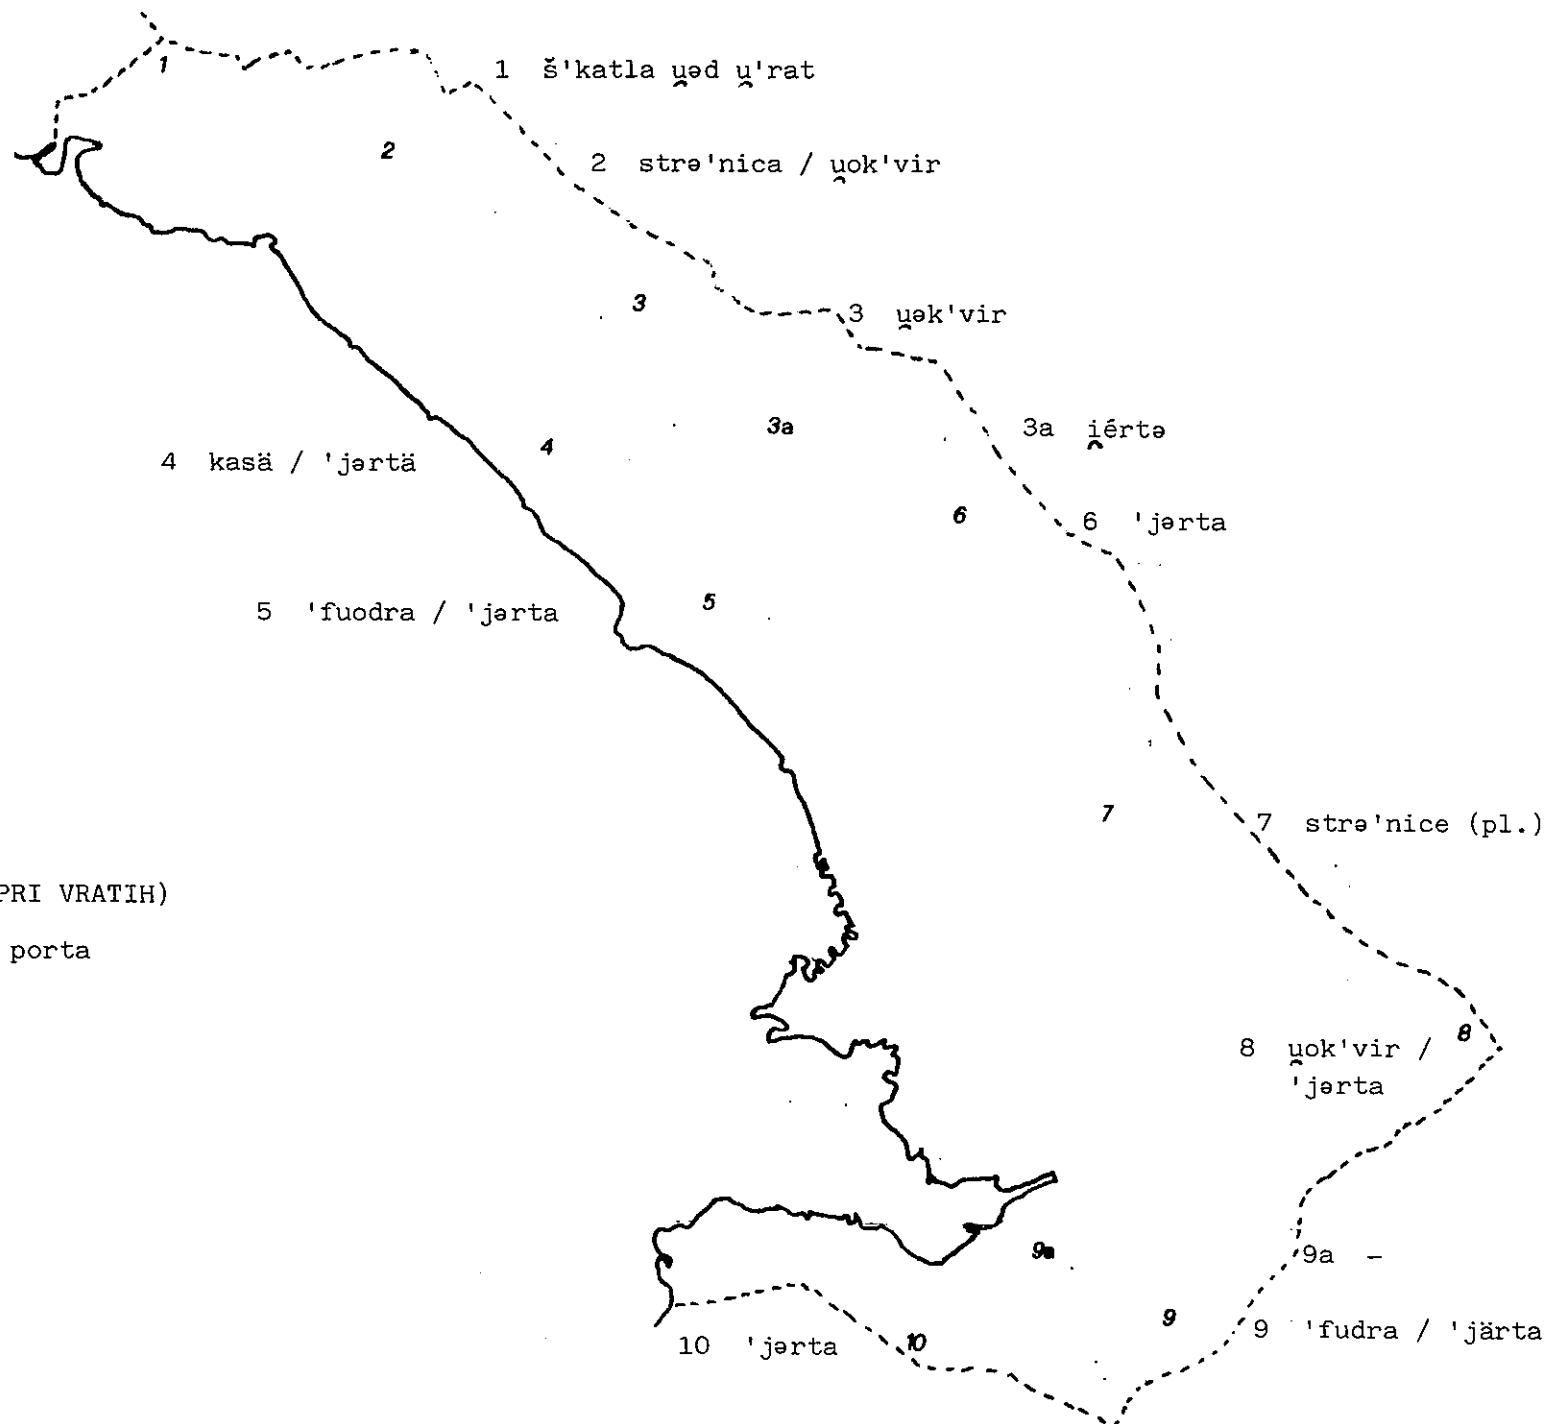 1
1 š'katla u̯əd u̯'rat
2
2 strə'nica / u̯ok'vir
3
3 u̯ək'vir
3a
3a i̯értə
4
4 kasä / 'jərtä
6
6 'jərta
5
5 'fuodra / 'jərta
7
7 strə'nice (pl.)
PRI VRATIH)
porta
8
8 u̯ok'vir /
'jərta
9a
9a –
9
9 'fudra / 'järta
10
10 'jərta